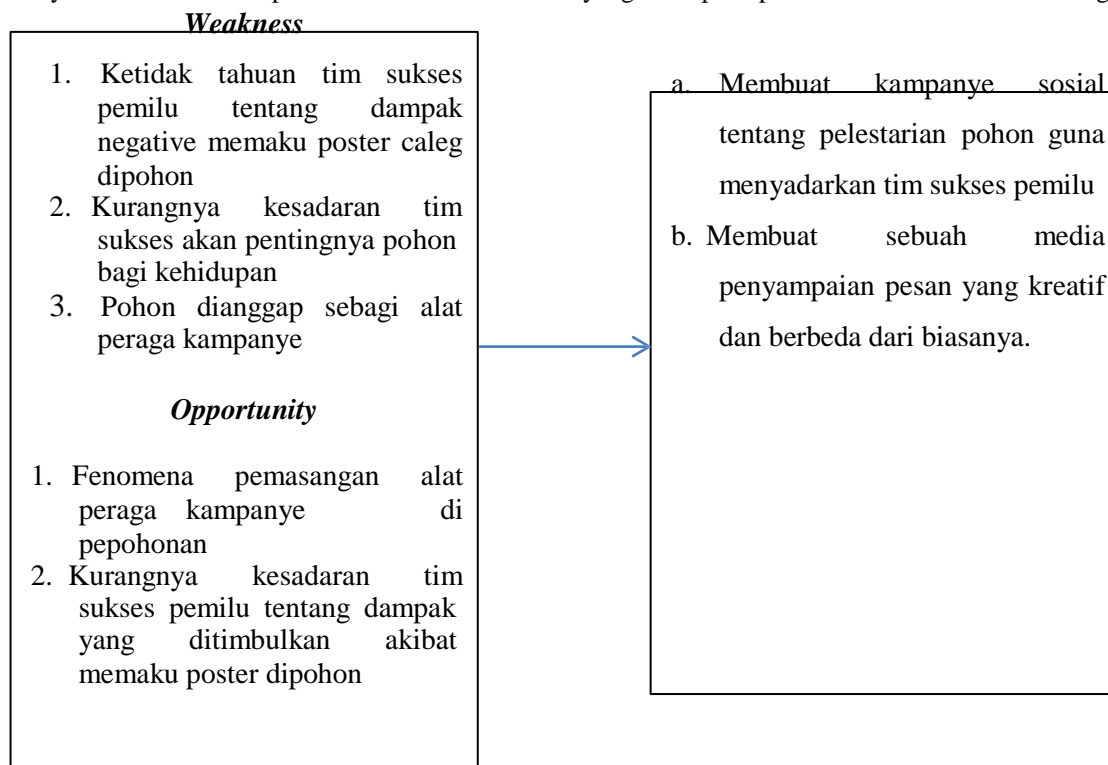 Weakness
1. Ketidak tahuan tim sukses
pemilu tentang dampak
negative memaku poster caleg
dipohon
2. Kurangnya kesadaran tim
sukses akan pentingnya pohon
bagi kehidupan
3. Pohon dianggap sebagi alat
peraga kampanye
Opportunity
1. Fenomena pemasangan alat
peraga kampanye di
pepohonan
2. Kurangnya kesadaran tim
sukses pemilu tentang dampak
yang ditimbulkan akibat
memaku poster dipohon
a. Membuat kampanye sosial
tentang pelestarian pohon guna
menyadarkan tim sukses pemilu
b. Membuat sebuah media
penyampaian pesan yang kreatif
dan berbeda dari biasanya.